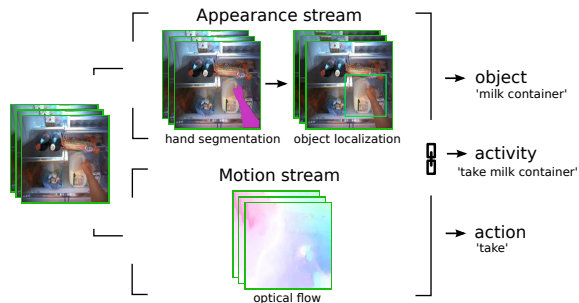 Appearance stream
hand segmentation
object localization
object
'milk container'
activity
'take milk container'
Motion stream
optical flow
action
'take'